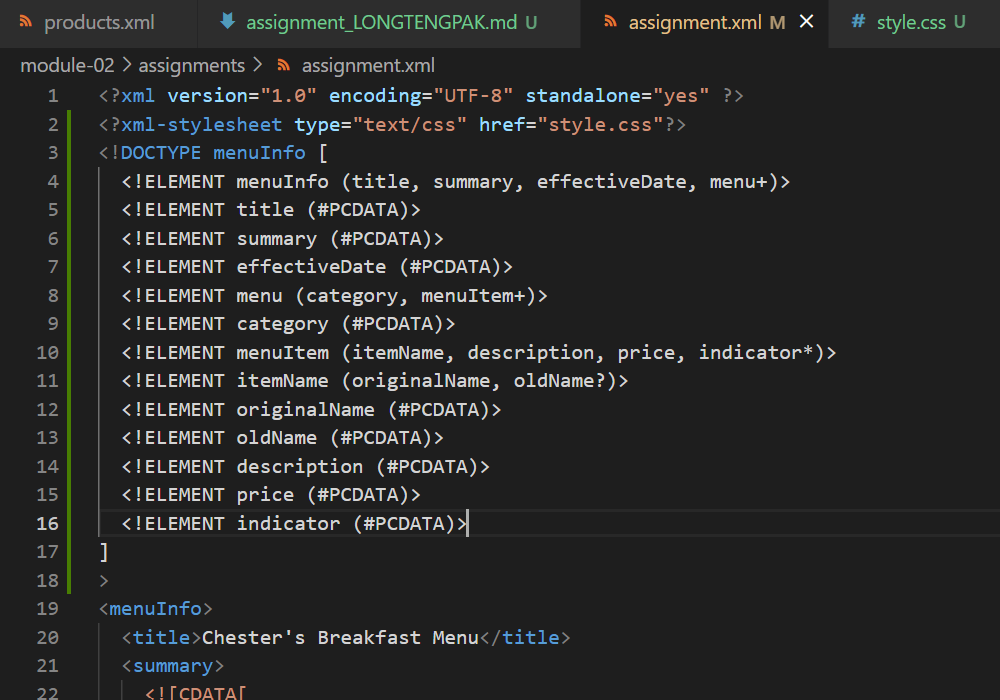 products.xml assignment_LONGTENGPAK.md U assignment.xml M × # style.css U
module-02 > assignments > assignment.xml
1 <?xml version="1.0" encoding="UTF-8" standalone="yes" ?>
2 <?xml-stylesheet type="text/css" href="style.css"?>
3 <!DOCTYPE menuInfo [
4 <!ELEMENT menuInfo (title, summary, effectiveDate, menu+)>
5 <!ELEMENT title (#PCDATA)>
6 <!ELEMENT summary (#PCDATA)>
7 <!ELEMENT effectiveDate (#PCDATA)>
8 <!ELEMENT menu (category, menuItem+)>
9 <!ELEMENT category (#PCDATA)>
10 <!ELEMENT menuItem (itemName, description, price, indicator*)>
11 <!ELEMENT itemName (originalName, oldName?)>
12 <!ELEMENT originalName (#PCDATA)>
13 <!ELEMENT oldName (#PCDATA)>
14 <!ELEMENT description (#PCDATA)>
15 <!ELEMENT price (#PCDATA)>
16 <!ELEMENT indicator (#PCDATA)>
17 ]
18 >
19 <menuInfo>
20 <title>Chester's Breakfast Menu</title>
21 <summary>
22 <![CDATA[